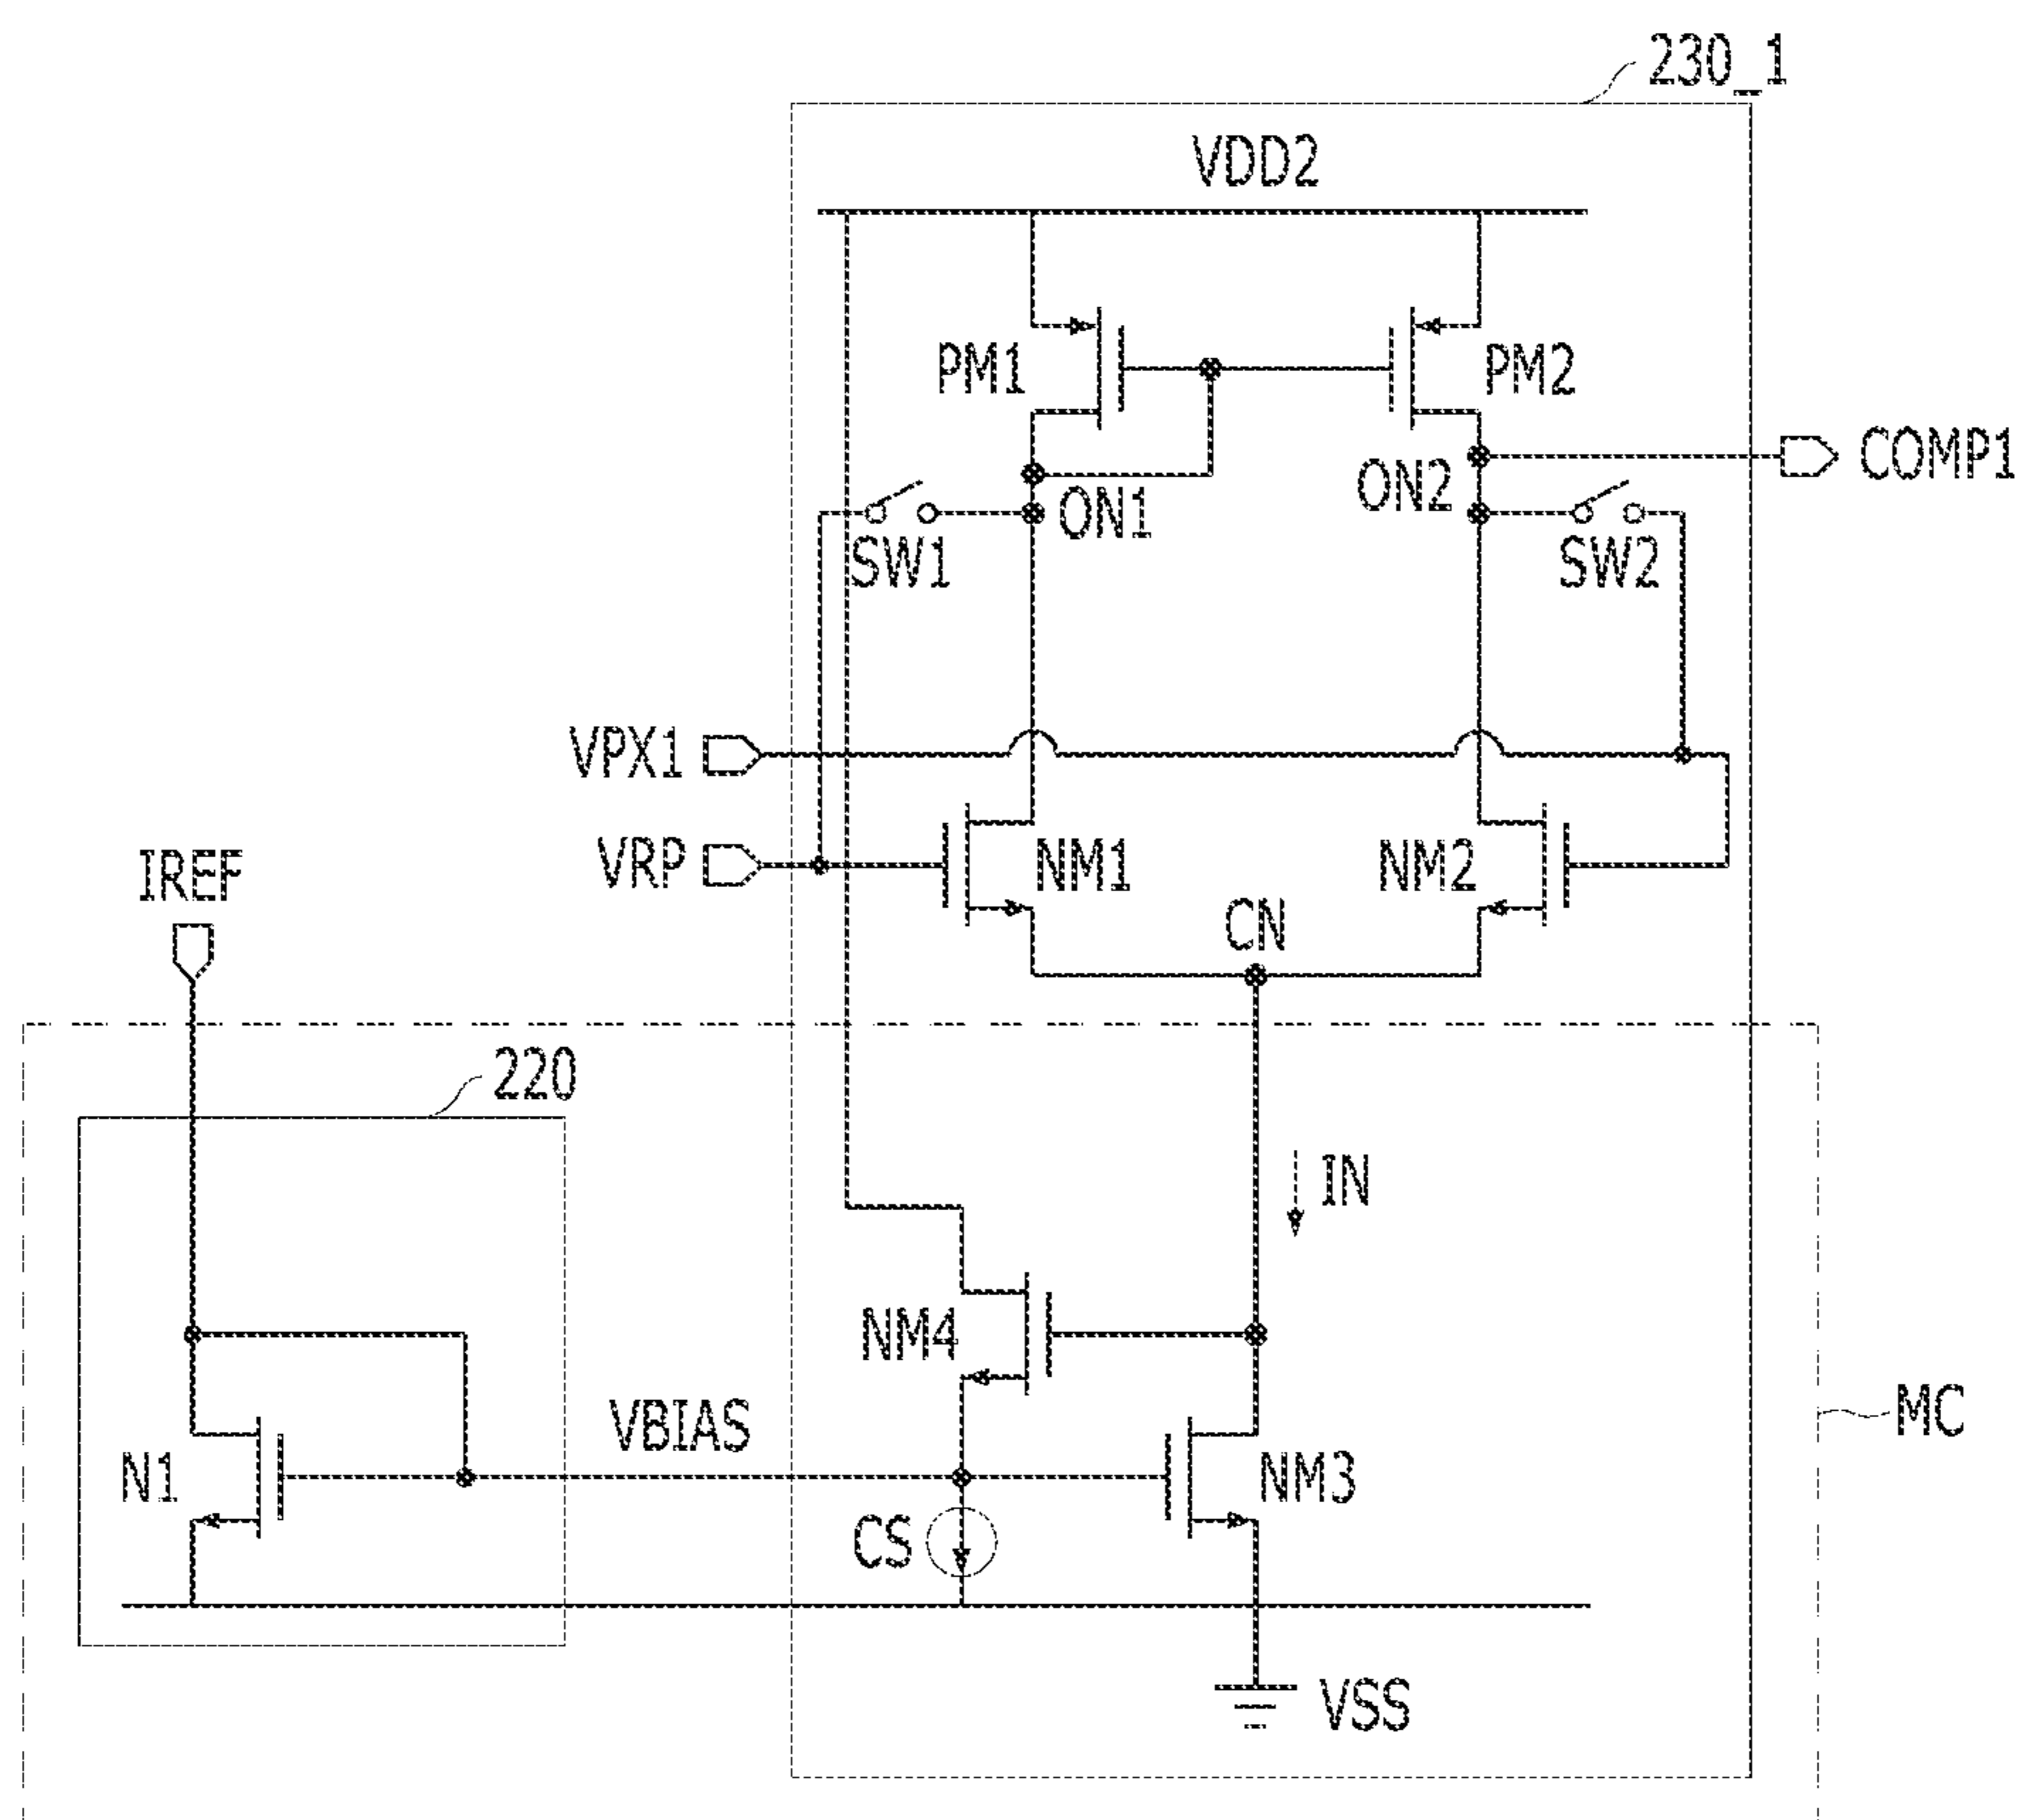 230_1
VDD2
PM1
PM2
COMP1
ON1
ON2
SW1
SW2
VPX1
VRP
NM1
NM2
IREF
CN
220
IN
NM4
MC
VBIAS
N1
NM3
CS
VSS